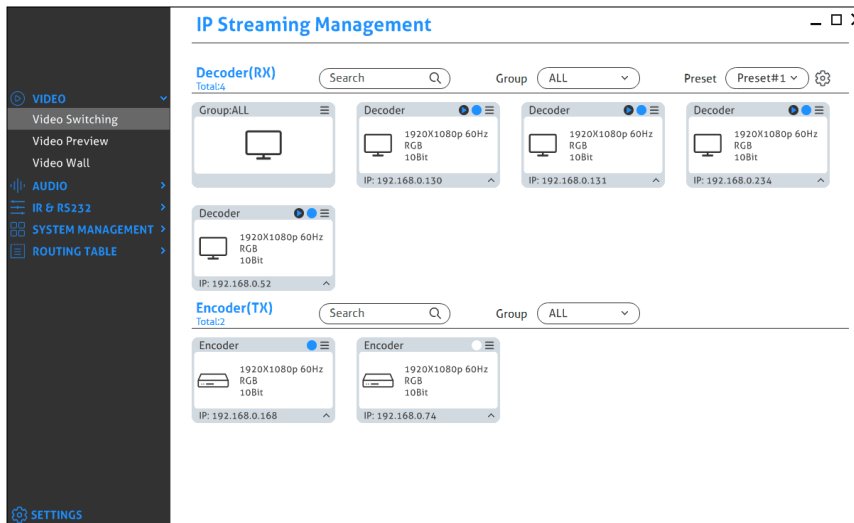 IP Streaming Management
VIDEO
Video Switching
Video Preview
Video Wall
AUDIO
IR & RS232
SYSTEM MANAGEMENT
ROUTING TABLE
SETTINGS
Decoder(RX)
Total:4
Search
Group ALL
Preset Preset#1
Group:ALL
Decoder
1920X1080p 60Hz
RGB
10Bit
IP: 192.168.0.130
Decoder
1920X1080p 60Hz
RGB
10Bit
IP: 192.168.0.131
Decoder
1920X1080p 60Hz
RGB
10Bit
IP: 192.168.0.234
Decoder
1920X1080p 60Hz
RGB
10Bit
IP: 192.168.0.52
Encoder(TX)
Total:2
Search
Group ALL
Encoder
1920X1080p 60Hz
RGB
10Bit
IP: 192.168.0.168
Encoder
1920X1080p 60Hz
RGB
10Bit
IP: 192.168.0.74